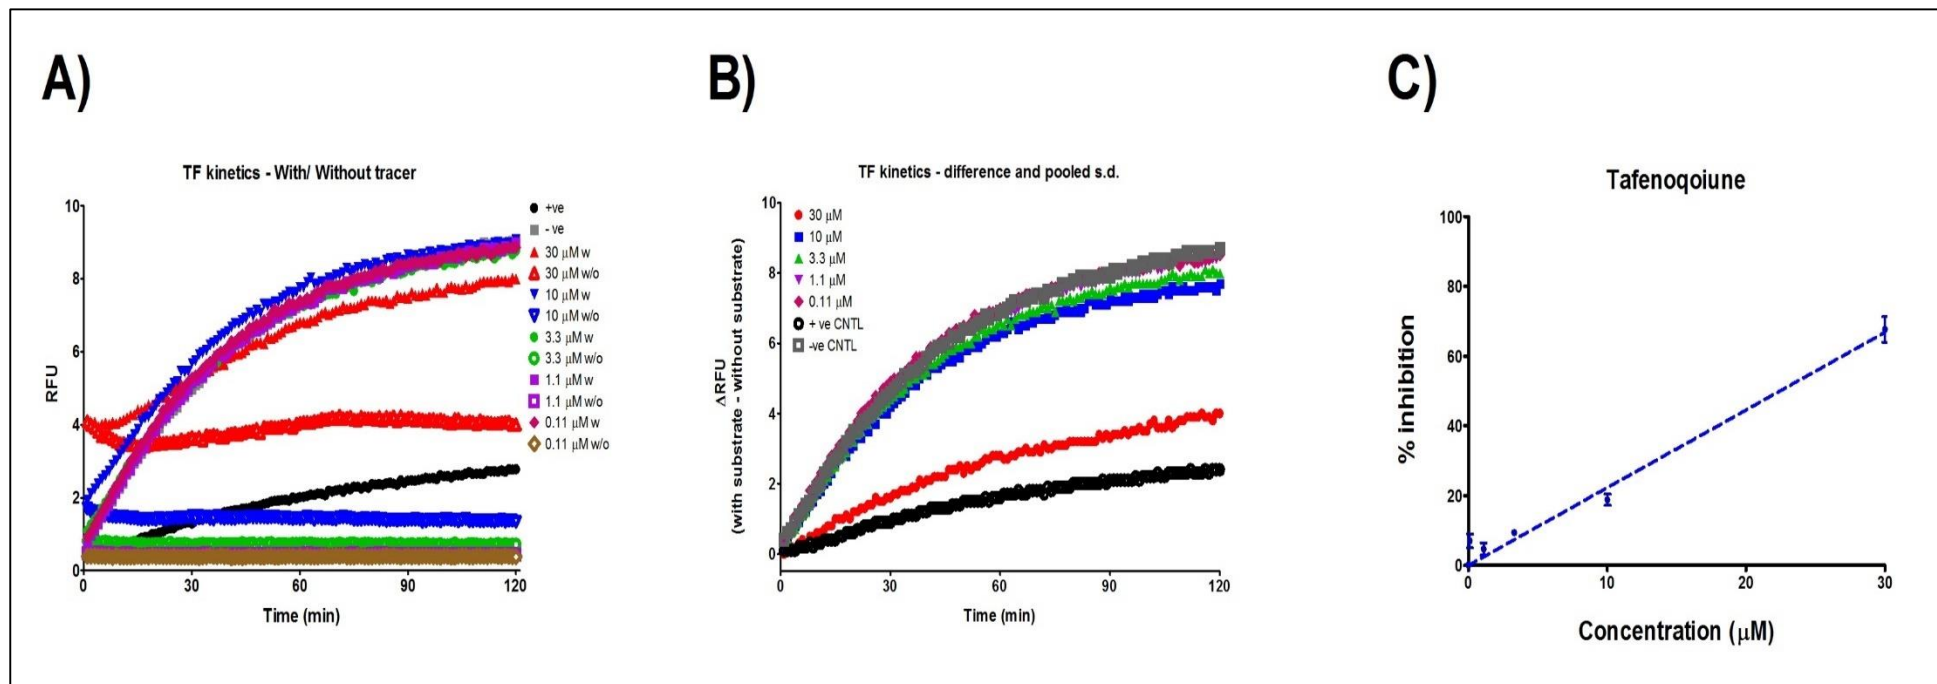 A)
TF kinetics - With/ Without tracer
RFU
10
8
6
4
2
0
0 30 60 90 120
Time (min)
+ve
- ve
30 μM w
30 μM w/o
10 μM w
10 μM w/o
3.3 μM w
3.3 μM w/o
1.1 μM w
1.1 μM w/o
0.11 μM w
0.11 μM w/o
B)
TF kinetics - difference and pooled s.d.
ΔRFU
(with substrate - without substrate)
10
8
6
4
2
0
0 30 60 90 120
Time (min)
30 μM
10 μM
3.3 μM
1.1 μM
0.11 μM
+ ve CNTL
-ve CNTL
C)
Tafenoqoiune
% inhibition
100
80
60
40
20
0
0 10 20 30
Concentration (μM)